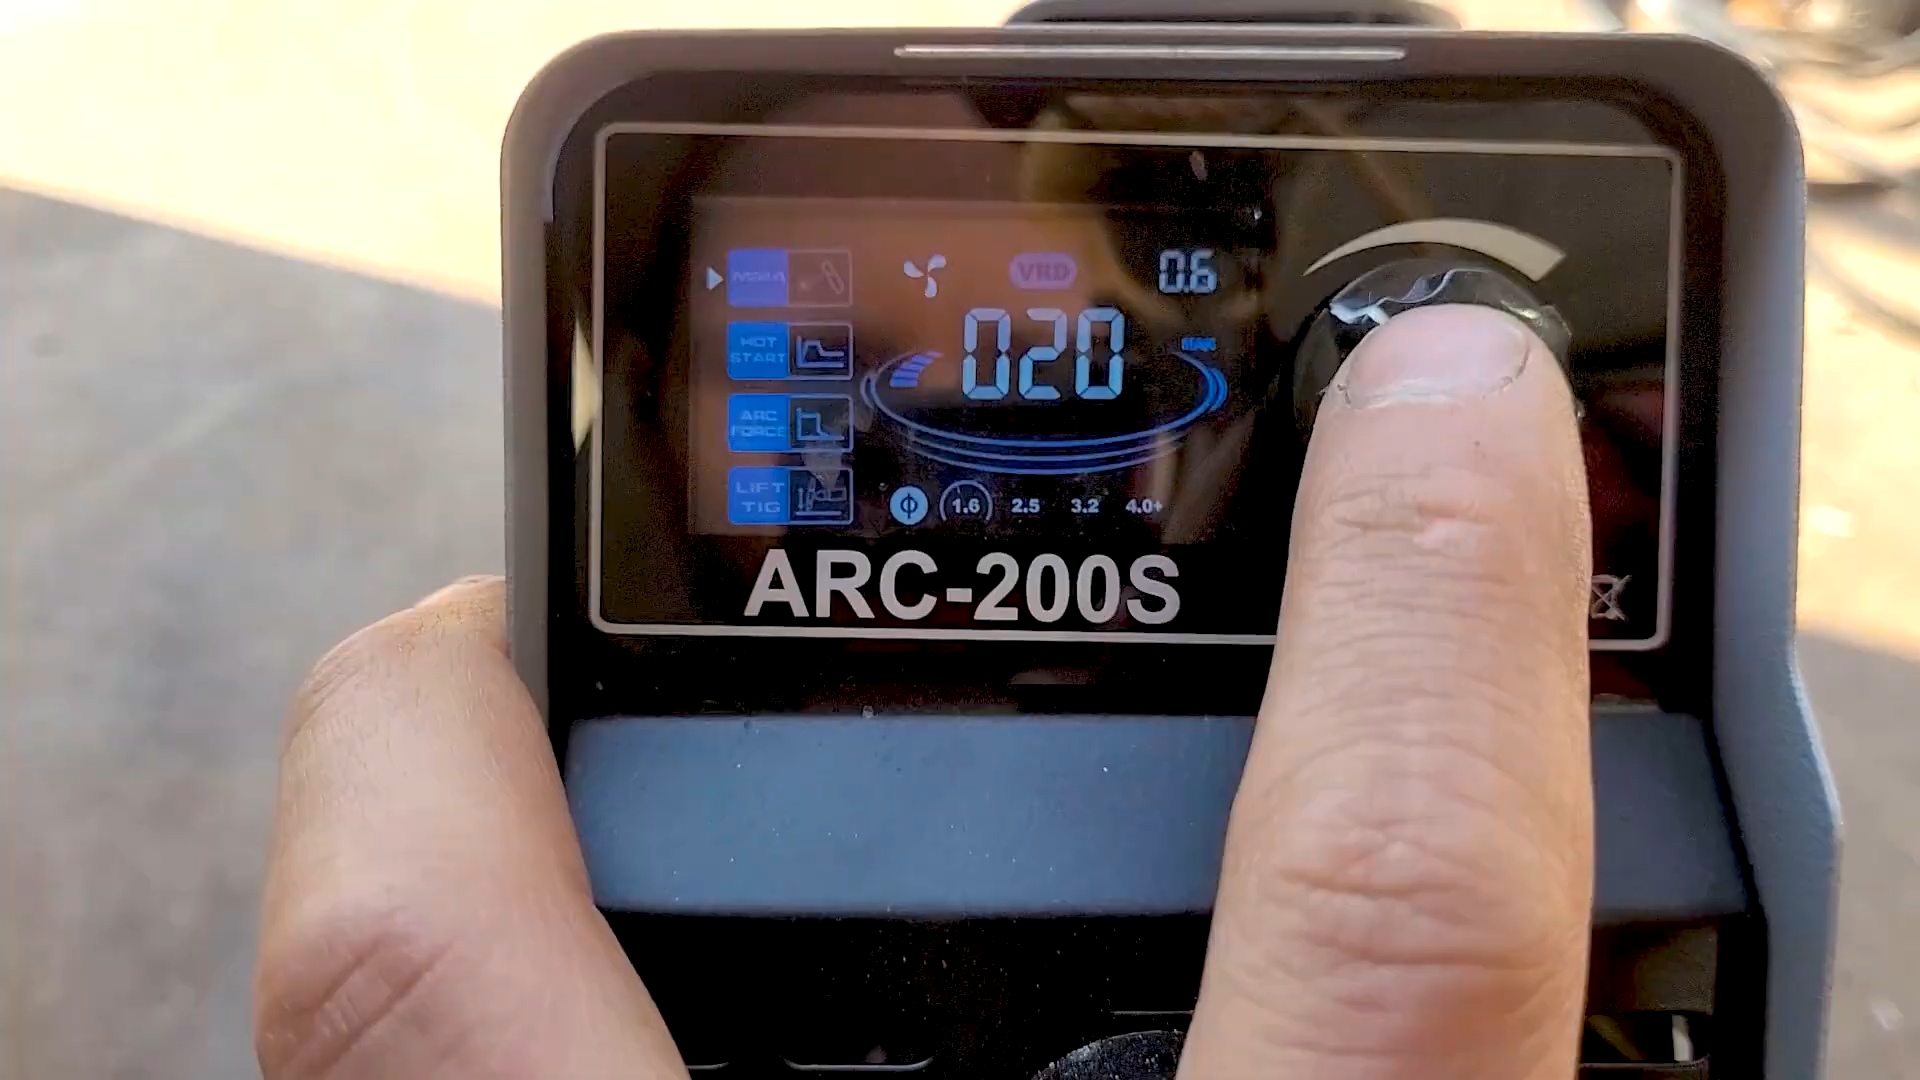 MMA VRD 0.6
HOT
START
020
MAX
ARC
FORCE
LIFT
TIG
Φ 1.6 2.5 3.2 4.0+
ARC-200S